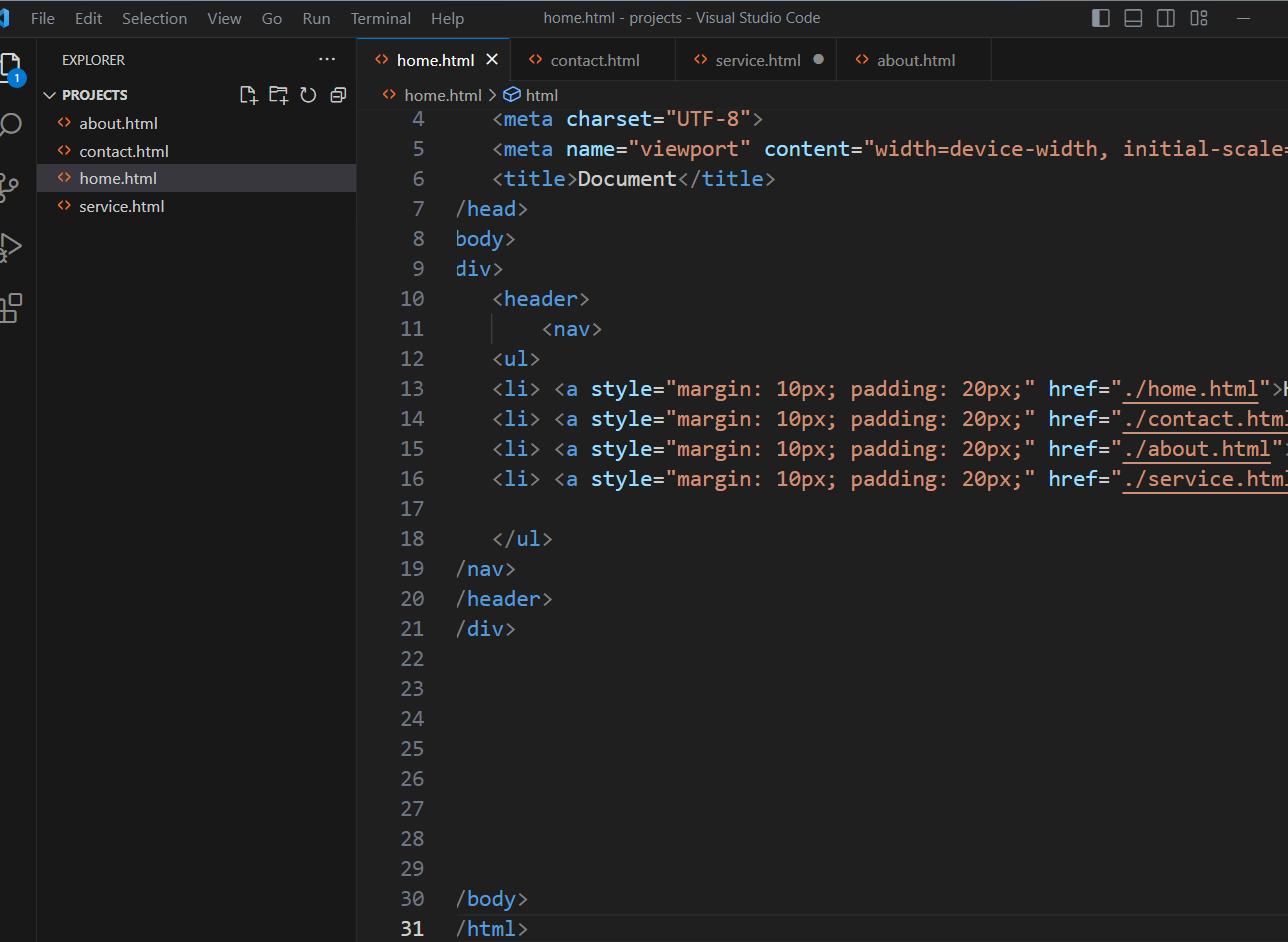 File Edit Selection View Go Run Terminal Help home.html - projects - Visual Studio Code
1
EXPLORER
PROJECTS
about.html
contact.html
home.html
service.html
home.html contact.html service.html about.html
home.html > html
4 <meta charset="UTF-8">
5 <meta name="viewport" content="width=device-width, initial-scale=
6 <title>Document</title>
7 /head>
8 body>
9 div>
10 <header>
11 <nav>
12 <ul>
13 <li> <a style="margin: 10px; padding: 20px;" href="./home.html">
14 <li> <a style="margin: 10px; padding: 20px;" href="./contact.html
15 <li> <a style="margin: 10px; padding: 20px;" href="./about.html"
16 <li> <a style="margin: 10px; padding: 20px;" href="./service.html
17
18 </ul>
19 /nav>
20 /header>
21 /div>
22
23
24
25
26
27
28
29
30 /body>
31 /html>